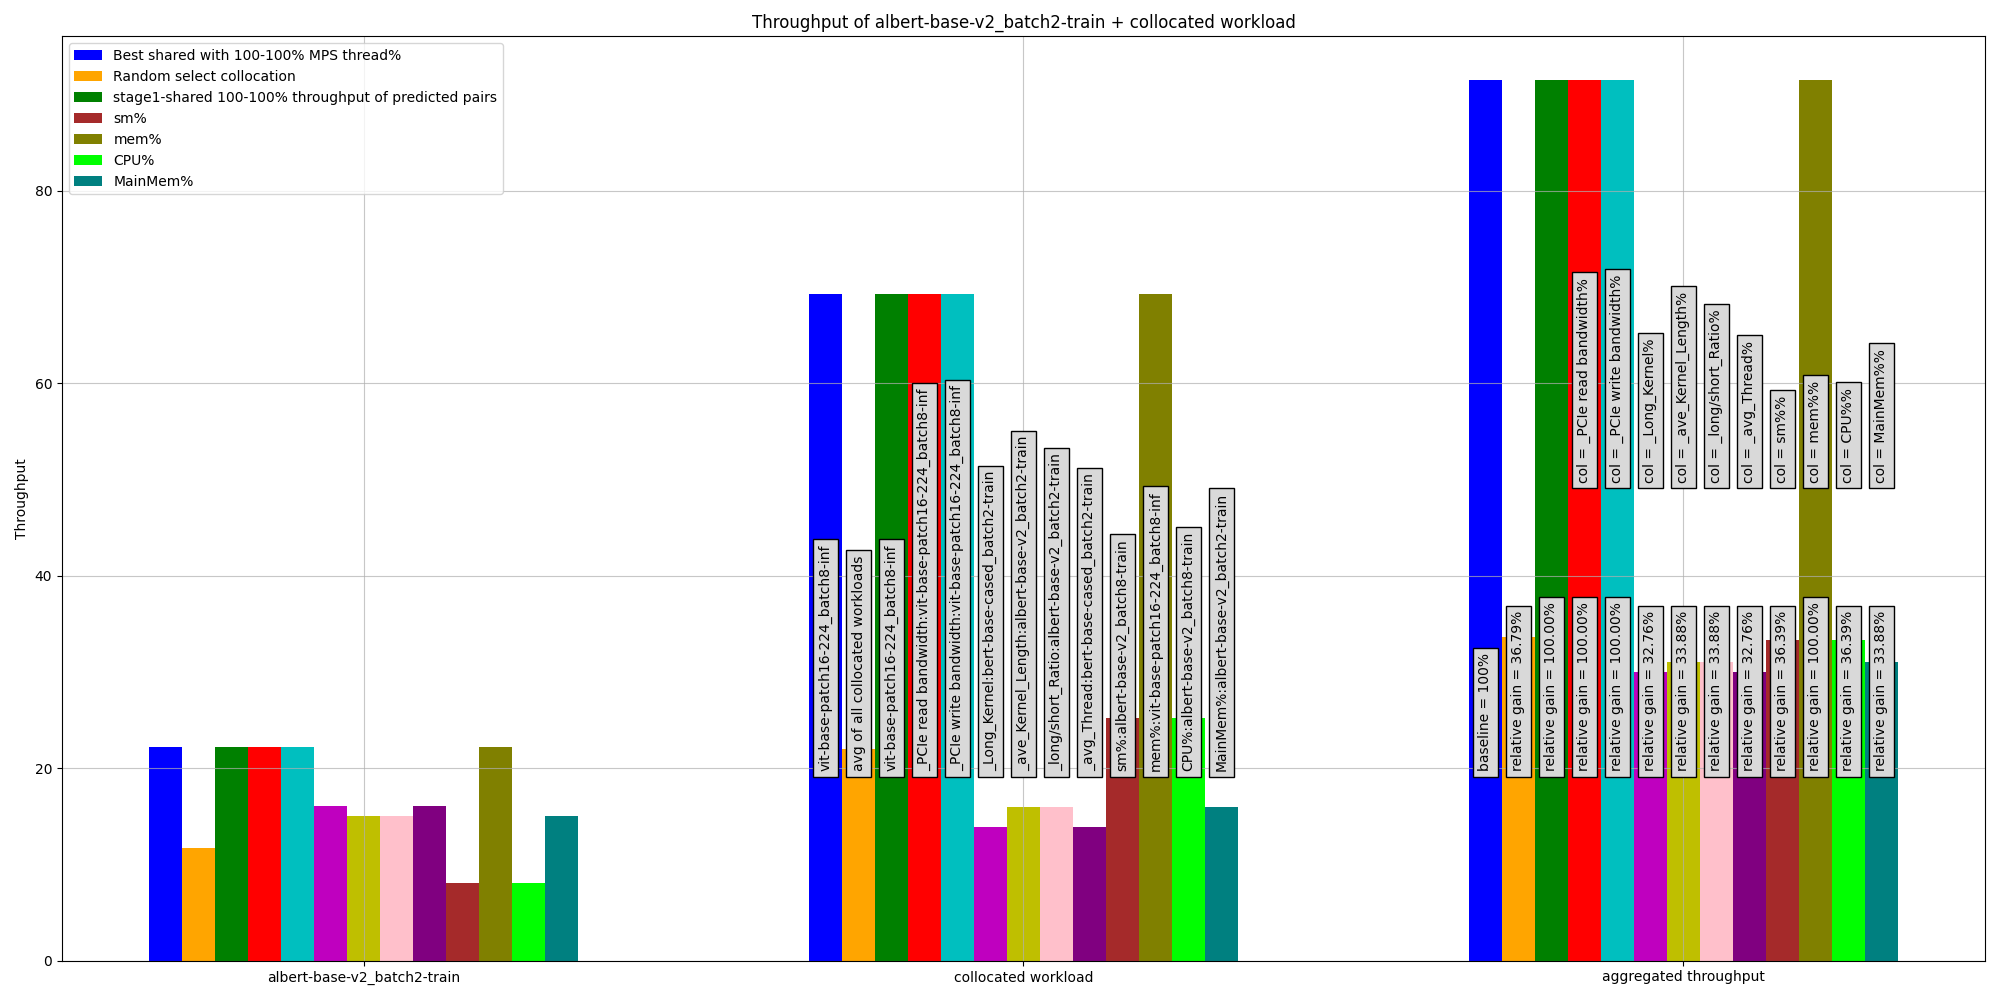 Throughput of albert-base-v2_batch2-train + collocated workload
Best shared with 100-100% MPS thread%
Random select collocation
stage1-shared 100-100% throughput of predicted pairs
sm%
mem%
CPU%
MainMem%
Throughput
80
60
40
20
0
vit-base-patch16-224_batch8-inf
avg of all collocated workloads
vit-base-patch16-224_batch8-inf
_PCIe read bandwidth:vit-base-patch16-224_batch8-inf
_PCIe write bandwidth:vit-base-patch16-224_batch8-inf
_Long_Kernel:bert-base-cased_batch2-train
_ave_Kernel_Length:albert-base-v2_batch2-train
_long/short_Ratio:albert-base-v2_batch2-train
_avg_Thread:bert-base-cased_batch2-train
sm%:albert-base-v2_batch8-train
mem%:vit-base-patch16-224_batch8-inf
CPU%:albert-base-v2_batch8-train
MainMem%:albert-base-v2_batch2-train
col = _PCIe read bandwidth%
col = _PCIe write bandwidth%
col = _Long_Kernel%
col = _ave_Kernel_Length%
col = _long/short_Ratio%
col = _avg_Thread%
col = sm%%
col = mem%%
col = CPU%%
col = MainMem%%
baseline = 100%
relative gain = 36.79%
relative gain = 100.00%
relative gain = 100.00%
relative gain = 100.00%
relative gain = 32.76%
relative gain = 33.88%
relative gain = 33.88%
relative gain = 32.76%
relative gain = 36.39%
relative gain = 100.00%
relative gain = 36.39%
relative gain = 33.88%
albert-base-v2_batch2-train
collocated workload
aggregated throughput